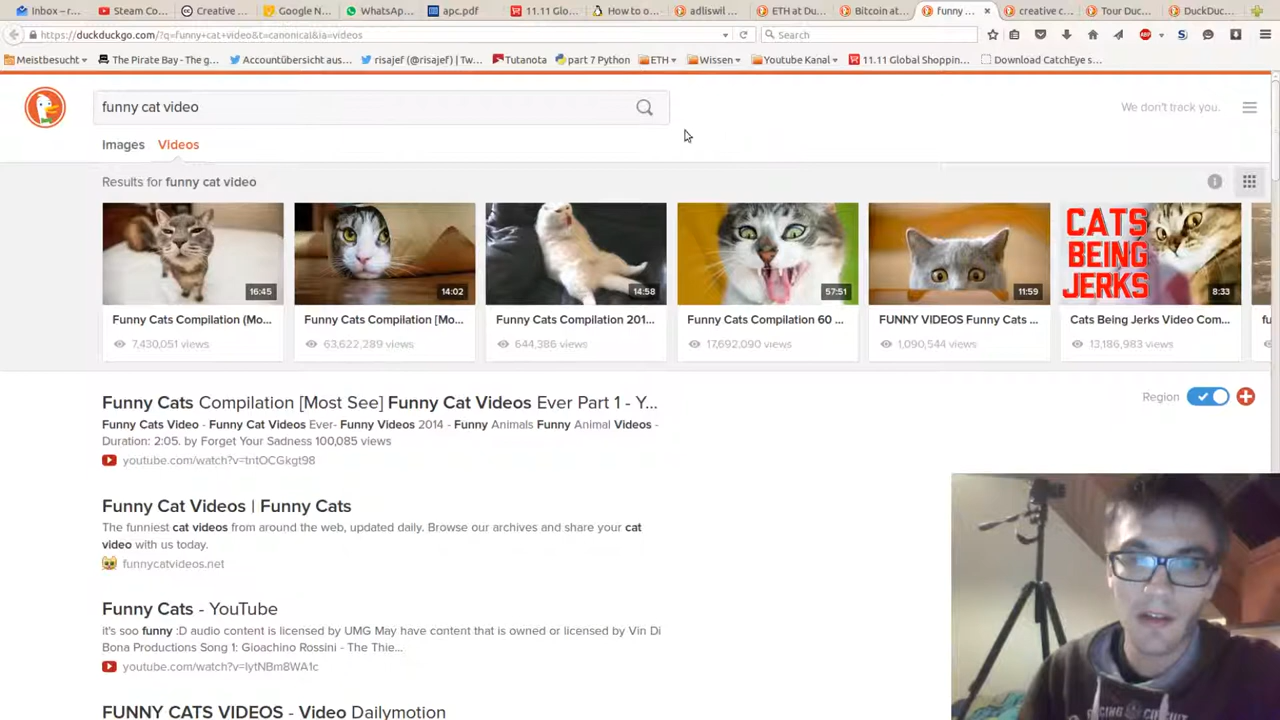 Inbox – r...
Steam Co...
Creative ...
Google N...
WhatsAp...
apc.pdf
11.11 Glo...
How to o...
adliswil ...
ETH at Du...
Bitcoin at...
funny ...
creative c...
Tour Duc...
DuckDuc...
https://duckduckgo.com/?q=funny+cat+video&t=canonical&ia=videos
Search
Meistbesucht
The Pirate Bay - The g...
Accountübersicht aus...
risajef (@risajef) | Tw...
Tutanota
part 7 Python
ETH
Wissen
Youtube Kanal
11.11 Global Shoppin...
Download CatchEye s...
funny cat video
We don't track you.
Images Videos
Results for funny cat video
16:45
14:02
14:58
57:51
11:59
CATS
BEING
JERKS
8:33
Funny Cats Compilation (Mo...
Funny Cats Compilation [Mo...
Funny Cats Compilation 201...
Funny Cats Compilation 60 ...
FUNNY VIDEOS Funny Cats ...
Cats Being Jerks Video Com...
7,430,051 views
63,622,289 views
644,386 views
17,692,090 views
1,090,544 views
13,186,983 views
Funny Cats Compilation [Most See] Funny Cat Videos Ever Part 1 - Y...
Region
Funny Cats Video - Funny Cat Videos Ever- Funny Videos 2014 - Funny Animals Funny Animal Videos -
Duration: 2:05. by Forget Your Sadness 100,085 views
youtube.com/watch?v=tntOCGkgt98
Funny Cat Videos | Funny Cats
The funniest cat videos from around the web, updated daily. Browse our archives and share your cat
video with us today.
funnycatvideos.net
Funny Cats - YouTube
it's soo funny :D audio content is licensed by UMG May have content that is owned or licensed by Vin Di
Bona Productions Song 1: Gioachino Rossini - The Thie...
youtube.com/watch?v=IytNBm8WA1c
FUNNY CATS VIDEOS - Video Dailymotion